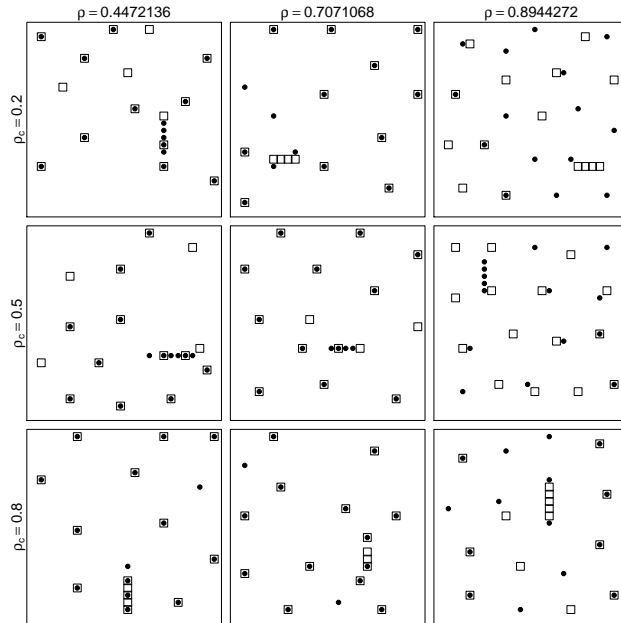 ρ = 0.4472136 ρ = 0.7071068 ρ = 0.8944272
ρc = 0.2
ρc = 0.5
ρc = 0.8